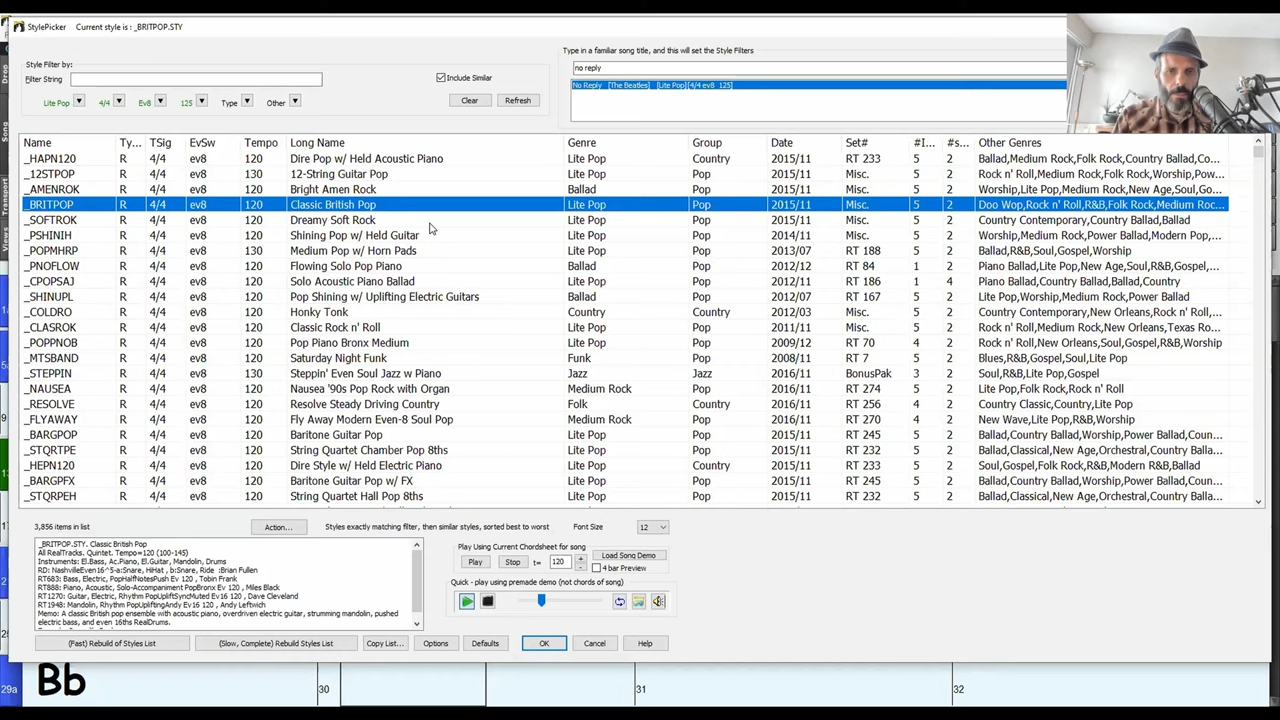 StylePicker Current style is : _BRITPOP.STY
Style Filter by:
Filter String
Include Similar
Lite Pop 4/4 Ev8 125 Type Other Clear Refresh
Type in a familiar song title, and this will set the Style Filters
no reply
No Reply [The Beatles] [Lite Pop][4/4 ev8 125]
Name Ty... TSig EvSw Tempo Long Name Genre Group Date Set# #I... #s... Other Genres
_HAPN120 R 4/4 ev8 120 Dire Pop w/ Held Acoustic Piano Lite Pop Country 2015/11 RT 233 5 2 Ballad,Medium Rock,Folk Rock,Country Ballad,Co...
_12STPOP R 4/4 ev8 130 12-String Guitar Pop Lite Pop Pop 2015/11 Misc. 5 2 Rock n' Roll,Medium Rock,Folk Rock,Worship,Pow...
_AMENROK R 4/4 ev8 120 Bright Amen Rock Ballad Pop 2015/11 Misc. 5 2 Worship,Lite Pop,Medium Rock,New Age,Soul,Go...
_BRITPOP R 4/4 ev8 120 Classic British Pop Lite Pop Pop 2015/11 Misc. 5 2 Doo Wop,Rock n' Roll,R&B,Folk Rock,Medium Roc...
_SOFTROK R 4/4 ev8 120 Dreamy Soft Rock Lite Pop Pop 2015/11 Misc. 5 2 Country Contemporary,Country Ballad,Ballad
_PSHINIH R 4/4 ev8 120 Shining Pop w/ Held Guitar Lite Pop Pop 2014/11 Misc. 5 2 Worship,Medium Rock,Power Ballad,Modern Pop,...
_POPMHRP R 4/4 ev8 120 Medium Pop w/ Horn Pads Lite Pop Pop 2013/07 RT 188 5 2 Ballad,R&B,Soul,Gospel,Worship
_PNOFLOW R 4/4 ev8 120 Flowing Solo Pop Piano Ballad Pop 2012/12 RT 84 1 2 Piano Ballad,Lite Pop,New Age,Soul,R&B,Gospel,...
_CPOPSAJ R 4/4 ev8 120 Solo Acoustic Piano Ballad Lite Pop Pop 2012/11 RT 186 1 4 Piano Ballad,Country Ballad,Ballad,Country
_SHINUPL R 4/4 ev8 120 Pop Shining w/ Uplifting Electric Guitars Ballad Pop 2012/07 RT 167 5 2 Lite Pop,Worship,Medium Rock,Power Ballad
_COLDRO R 4/4 ev8 120 Honky Tonk Country Country 2012/03 Misc. 5 2 Country Contemporary,New Orleans,Rock n' Roll,...
_CLASROK R 4/4 ev8 120 Classic Rock n' Roll Lite Pop Pop 2011/11 Misc. 5 2 Rock n' Roll,Medium Rock,New Orleans,Texas Ro...
_POPPNOB R 4/4 ev8 120 Pop Piano Bronx Medium Lite Pop Pop 2009/12 RT 70 4 2 Rock n' Roll,New Orleans,Soul,Gospel,R&B,Worship
_MTSBAND R 4/4 ev8 120 Saturday Night Funk Funk Pop 2008/11 RT 7 5 2 Blues,R&B,Gospel,Soul,Lite Pop
_STEPPIN R 4/4 ev8 130 Steppin' Even Soul Jazz w Piano Jazz Jazz 2016/11 BonusPak 3 2 Soul,R&B,Lite Pop,Gospel
_NAUSEA R 4/4 ev8 120 Nausea '90s Pop Rock with Organ Medium Rock Pop 2016/11 RT 274 5 2 Lite Pop,Folk Rock,Rock n' Roll
_RESOLVE R 4/4 ev8 120 Resolve Steady Driving Country Folk Country 2016/11 RT 256 4 2 Country Classic,Country,Lite Pop
_FLYAWAY R 4/4 ev8 120 Fly Away Modern Even-8 Soul Pop Medium Rock Pop 2016/11 RT 270 4 2 New Wave,Lite Pop,R&B,Worship
_BARGPOP R 4/4 ev8 120 Baritone Guitar Pop Lite Pop Pop 2015/11 RT 245 5 2 Ballad,Country Ballad,Worship,Power Ballad,Coun...
_STQRTPE R 4/4 ev8 120 String Quartet Chamber Pop 8ths Lite Pop Pop 2015/11 RT 232 5 2 Ballad,Classical,New Age,Orchestral,Country Ball...
_HEPN120 R 4/4 ev8 120 Dire Style w/ Held Electric Piano Lite Pop Country 2015/11 RT 233 5 2 Soul,Gospel,Folk Rock,R&B,Modern R&B,Ballad
_BARGPFX R 4/4 ev8 120 Baritone Guitar Pop w/ FX Lite Pop Pop 2015/11 RT 245 5 2 Ballad,Country Ballad,Worship,Power Ballad,Coun...
_STQRPEH R 4/4 ev8 120 String Quartet Hall Pop 8ths Lite Pop Pop 2015/11 RT 232 5 2 Ballad,Classical,New Age,Orchestral,Country Ball...
3,856 items in list Action... Styles exactly matching filter, then similar styles, sorted best to worst Font Size 12
_BRITPOP.STY. Classic British Pop
All RealTracks. Quintet. Tempo=120 (100-145)
Instruments: El.Bass, Ac.Piano, El.Guitar, Mandolin, Drums
RD: NashvilleEven16^5-a:Snare, HiHat , b:Snare, Ride :Brian Fullen
RT683: Bass, Electric, PopHalfNotesPush Ev 120 , Tobin Frank
RT888: Piano, Acoustic, Solo-Accompaniment PopBronx Ev 120 , Miles Black
RT1270: Guitar, Electric, Rhythm PopUpliftSyncMuted Ev 120 , Dave Cleveland
RT1948: Mandolin, Rhythm PopUpliftingAndy Ev16 120 , Andy Leftwich
Memo: A classic British pop ensemble with acoustic piano, overdriven electric guitar, strumming mandolin, pushed
electric bass, and even 16ths RealDrums.
Play Using Current Chordsheet for song
Play Stop t= 120 Load Song Demo
4 bar Preview
Quick - play using premade demo (not chords of song)
(Fast) Rebuild of Styles List (Slow, Complete) Rebuild Styles List Copy List... Options Defaults OK Cancel Help
29a Bb 30 31 32
Drop
Song
Transport
Views